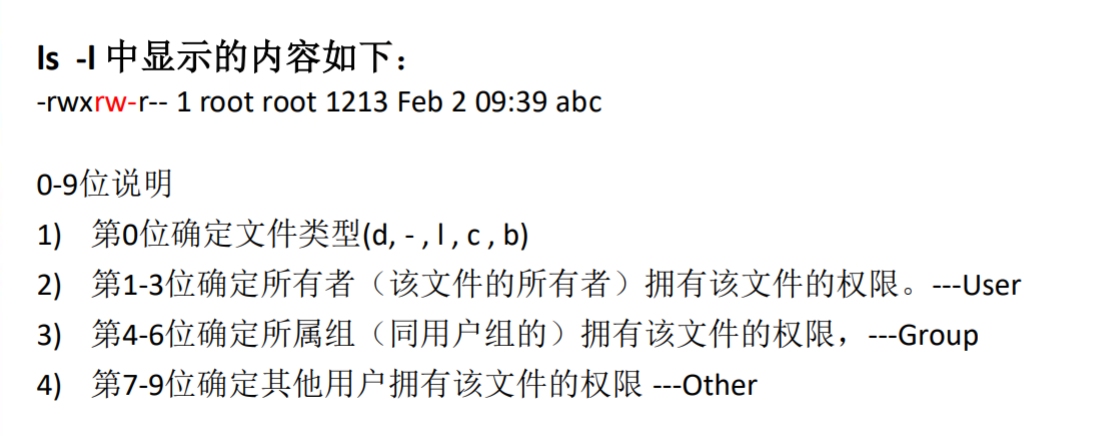 ls -l 中显示的内容如下：
-rwxrw-r-- 1 root root 1213 Feb 2 09:39 abc
0-9位说明
1) 第0位确定文件类型(d, - , l , c , b)
2) 第1-3位确定所有者（该文件的所有者）拥有该文件的权限。---User
3) 第4-6位确定所属组（同用户组的）拥有该文件的权限，---Group
4) 第7-9位确定其他用户拥有该文件的权限 ---Other